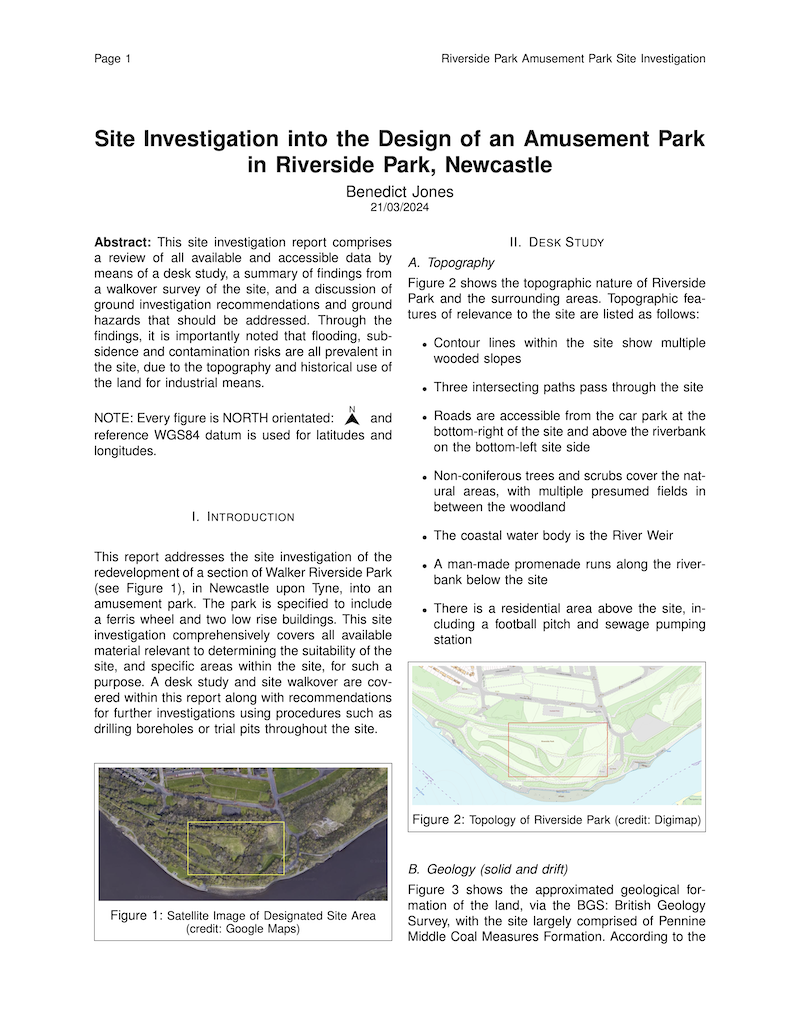 Page 1
Riverside Park Amusement Park Site Investigation
Site Investigation into the Design of an Amusement Park
in Riverside Park, Newcastle
Benedict Jones
21/03/2024
Abstract: This site investigation report comprises
a review of all available and accessible data by
means of a desk study, a summary of findings from
a walkover survey of the site, and a discussion of
ground investigation recommendations and ground
hazards that should be addressed. Through the
findings, it is importantly noted that flooding, sub-
sidence and contamination risks are all prevalent in
the site, due to the topography and historical use of
the land for industrial means.
NOTE: Every figure is NORTH orientated: N and
reference WGS84 datum is used for latitudes and
longitudes.
I. INTRODUCTION
This report addresses the site investigation of the
redevelopment of a section of Walker Riverside Park
(see Figure 1), in Newcastle upon Tyne, into an
amusement park. The park is specified to include
a ferris wheel and two low rise buildings. This site
investigation comprehensively covers all available
material relevant to determining the suitability of the
site, and specific areas within the site, for such a
purpose. A desk study and site walkover are cov-
ered within this report along with recommendations
for further investigations using procedures such as
drilling boreholes or trial pits throughout the site.
Figure 1: Satellite Image of Designated Site Area
(credit: Google Maps)
II. DESK STUDY
A. Topography
Figure 2 shows the topographic nature of Riverside
Park and the surrounding areas. Topographic fea-
tures of relevance to the site are listed as follows:
• Contour lines within the site show multiple
wooded slopes
• Three intersecting paths pass through the site
• Roads are accessible from the car park at the
bottom-right of the site and above the riverbank
on the bottom-left site side
• Non-coniferous trees and scrubs cover the nat-
ural areas, with multiple presumed fields in
between the woodland
• The coastal water body is the River Weir
• A man-made promenade runs along the river-
bank below the site
• There is a residential area above the site, in-
cluding a football pitch and sewage pumping
station
Figure 2: Topology of Riverside Park (credit: Digimap)
B. Geology (solid and drift)
Figure 3 shows the approximated geological for-
mation of the land, via the BGS: British Geology
Survey, with the site largely comprised of Pennine
Middle Coal Measures Formation. According to the